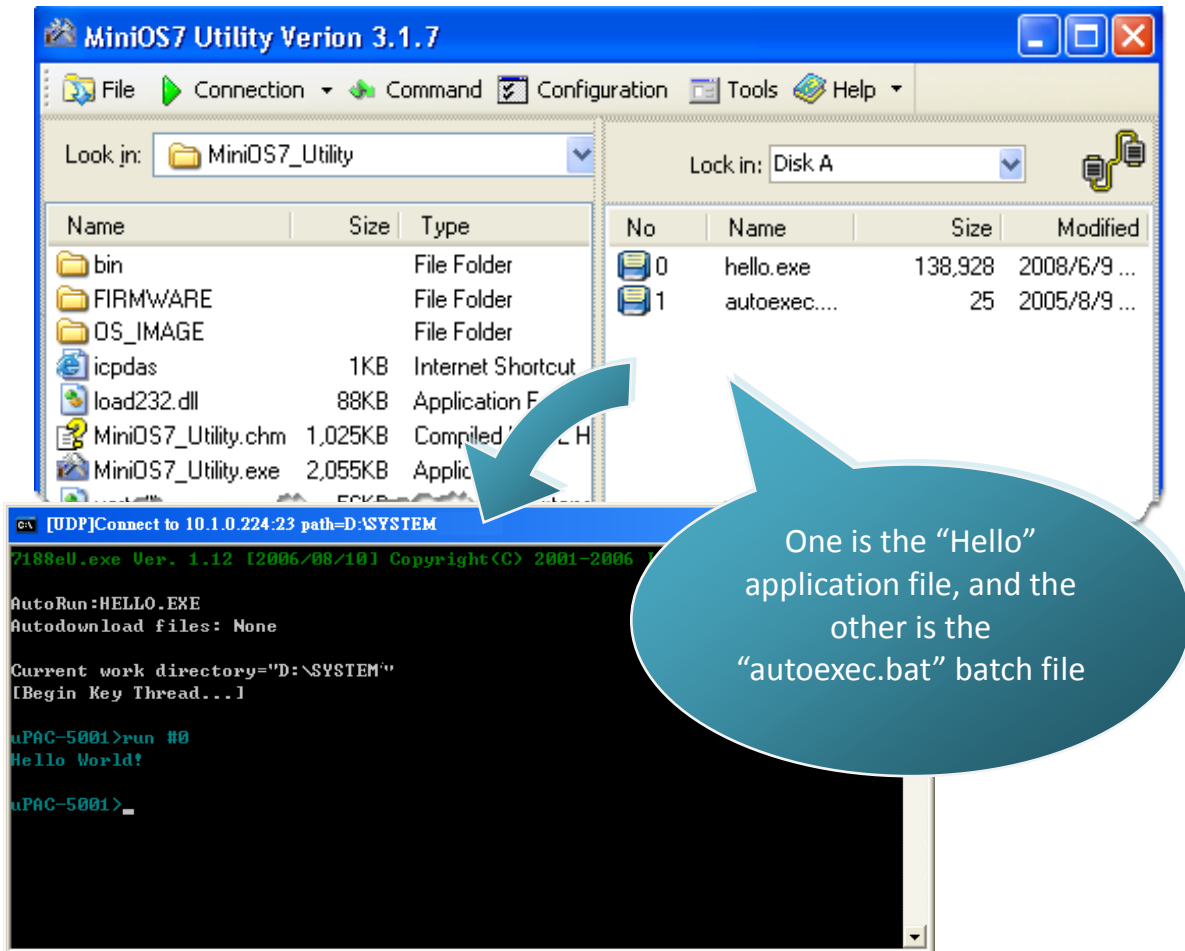 MiniOS7 Utility Verion 3.1.7
File Connection Command Configuration Tools Help
Look in: MiniOS7_Utility
Lock in: Disk A
Name Size Type
No Name Size Modified
bin File Folder
0 hello.exe 138,928 2008/6/9 ...
FIRMWARE File Folder
1 autoexec.... 25 2005/8/9 ...
OS_IMAGE File Folder
icpdas 1KB Internet Shortcut
load232.dll 88KB Application
MiniOS7_Utility.chm 1,025KB Compiled H
MiniOS7_Utility.exe 2,055KB
[UDP]Connect to 10.1.0.224:23 path=D:\SYSTEM
7188eU.exe Ver. 1.12 [2006/08/10] Copyright(C) 2001-2006
AutoRun:HELLO.EXE
Autodownload files: None
Current work directory="D:\SYSTEM"
[Begin Key Thread...]
uPAC-5001>run #0
Hello World!
uPAC-5001>_
One is the “Hello”
application file, and the
other is the
“autoexec.bat” batch file